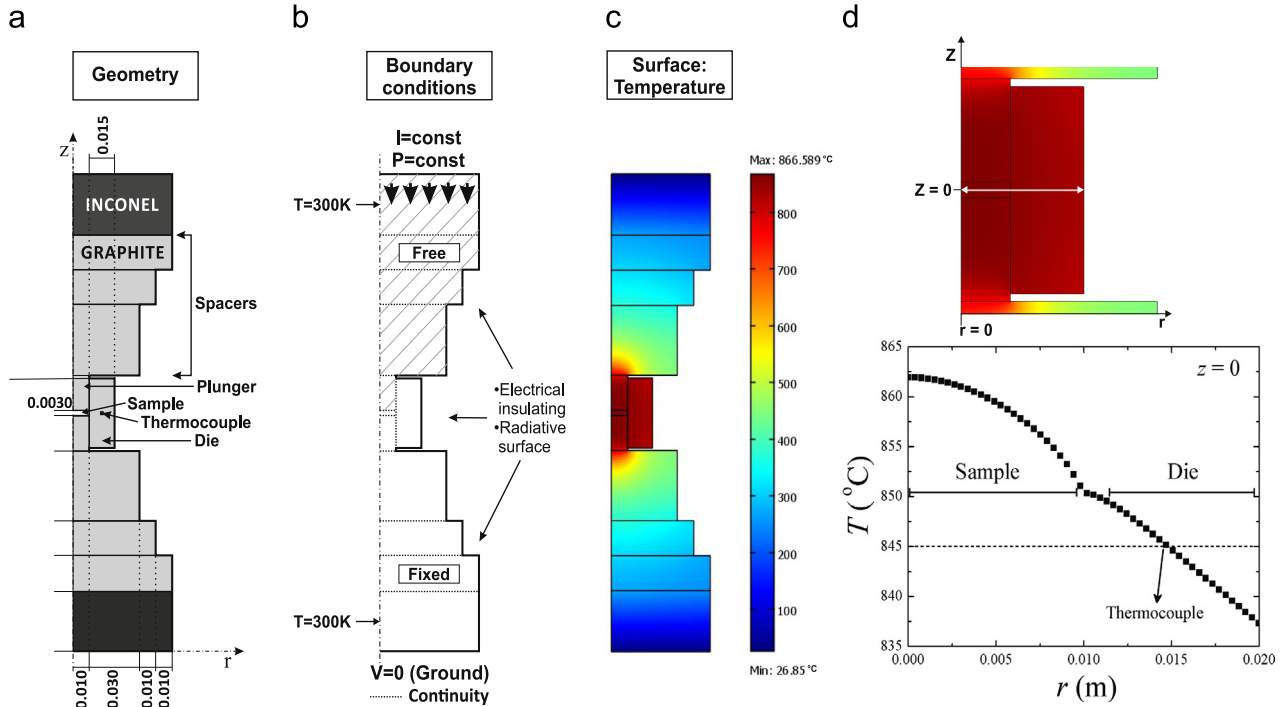 a
b
c
d
Geometry
Boundary
conditions
Surface:
Temperature
0.015
z
INCONEL
GRAPHITE
Spacers
Plunger
0.0030
Sample
Thermocouple
Die
r
0.010
0.030
0.010
0.010
I=const
P=const
T=300K
Free
•Electrical
insulating
•Radiative
surface
Fixed
T=300K
V=0 (Ground)
Continuity
Max: 866.589 °C
800
700
600
500
400
300
200
100
Min: 26.85 °C
Z
Z = 0
r = 0
r
865
860
855
850
845
840
835
z = 0
Sample
Die
Thermocouple
T (°C)
0.000
0.005
0.010
0.015
0.020
r (m)